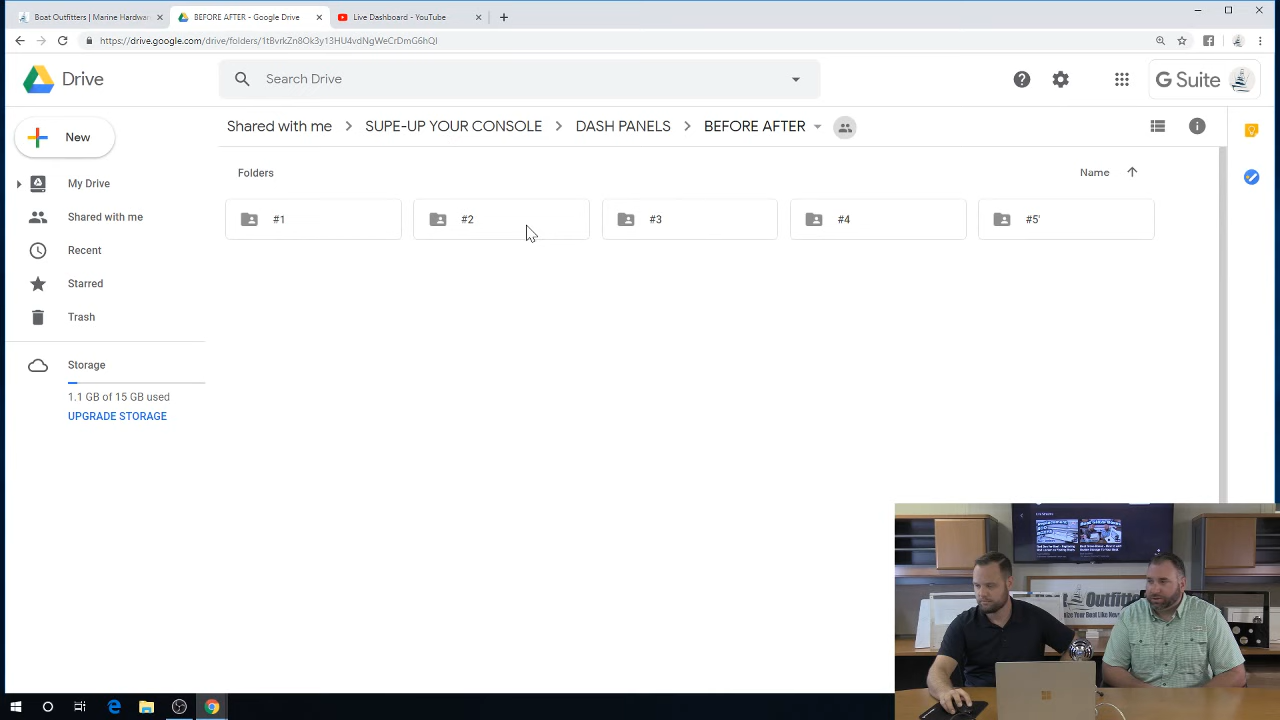 Boat Outfitters | Marine Hardwa
BEFORE AFTER - Google Drive
Live Dashboard - YouTube
https://drive.google.com/drive/folders/1tBvrkZn8Ok3y13HU4vdNgWeCrDmG6hQI
Drive
Search Drive
G Suite
New
Shared with me
SUPE-UP YOUR CONSOLE
DASH PANELS
BEFORE AFTER
My Drive
Shared with me
Recent
Starred
Trash
Storage
1.1 GB of 15 GB used
UPGRADE STORAGE
Folders
Name
#1
#2
#3
#4
#5'
Outfitters